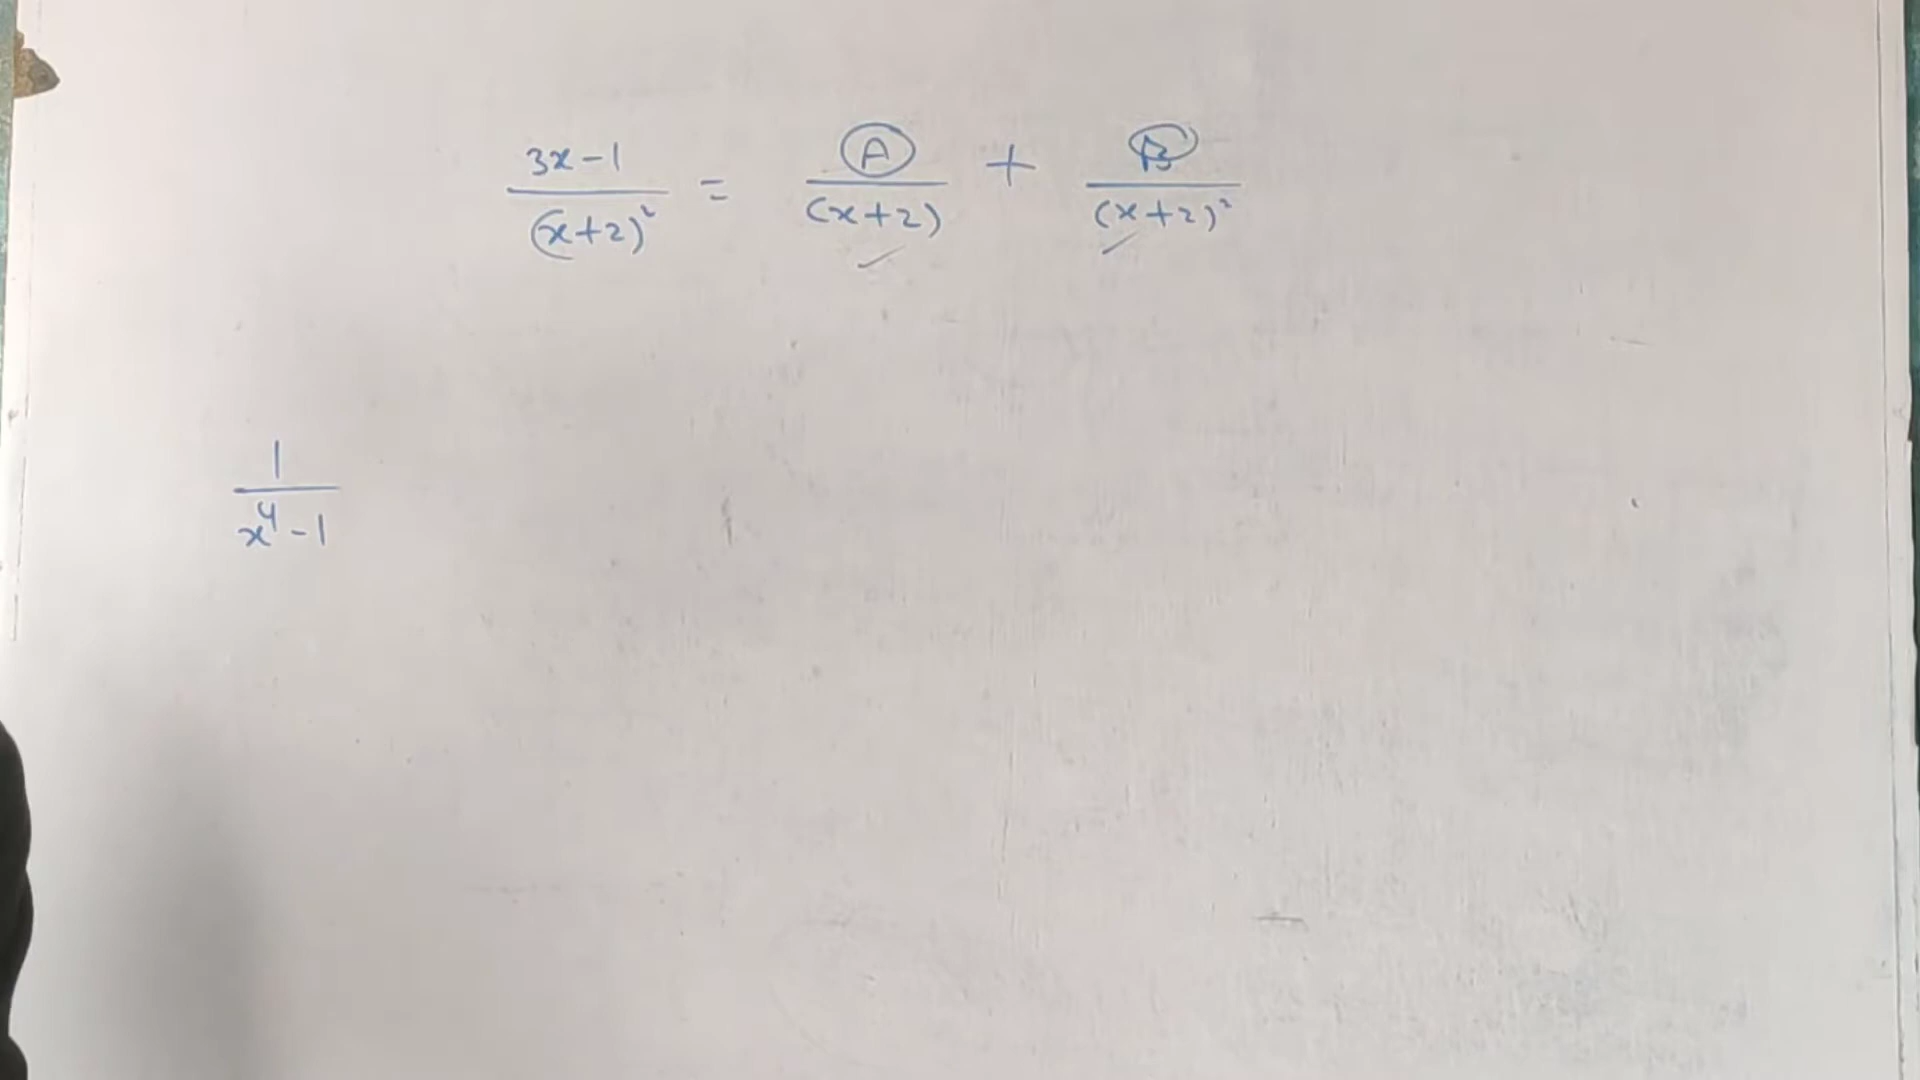 3x-1 / (x+2)² = A / (x+2) + B / (x+2)²
1 / x⁴-1